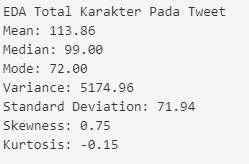 EDA Total Karakter Pada Tweet
Mean: 113.86
Median: 99.00
Mode: 72.00
Variance: 5174.96
Standard Deviation: 71.94
Skewness: 0.75
Kurtosis: -0.15